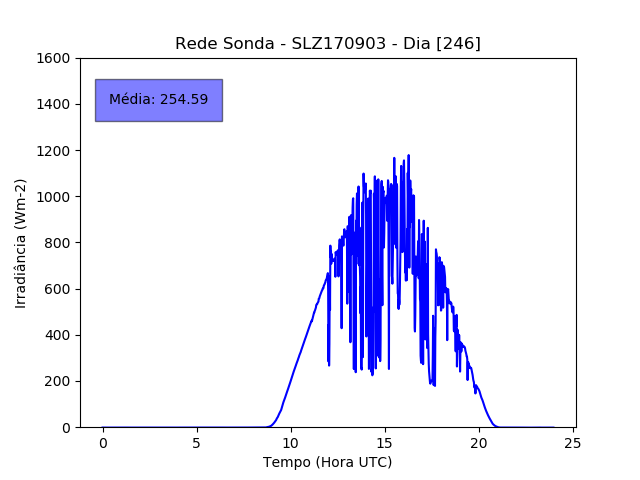 Rede Sonda - SLZ170903 - Dia [246]
1600
1400
1200
1000
800
600
400
200
0
Irradiância (Wm-2)
Média: 254.59
0 5 10 15 20 25
Tempo (Hora UTC)